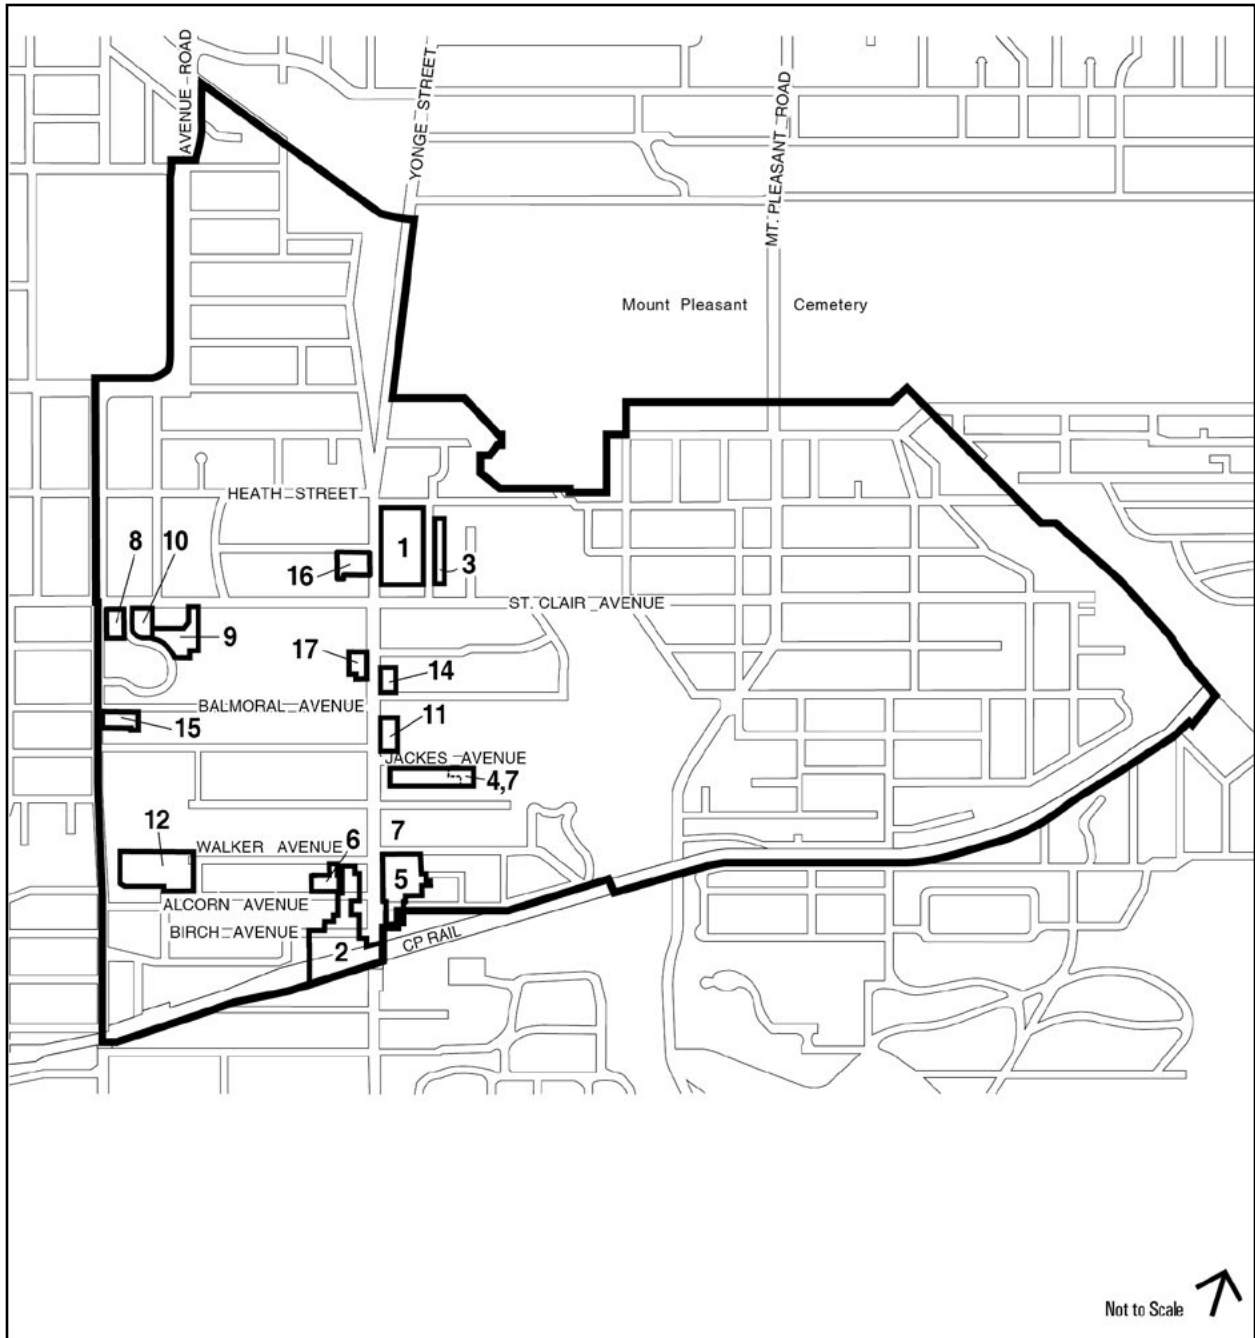 AVENUE ROAD
YONGE STREET
MT. PLEASANT ROAD
Mount Pleasant Cemetery
HEATH STREET
8
10
16
1
3
ST. CLAIR AVENUE
9
17
14
BALMORAL AVENUE
15
11
JACKES AVENUE
4,7
12
WALKER AVENUE
6
7
5
ALCORN AVENUE
BIRCH AVENUE
2
CP RAIL
Not to Scale